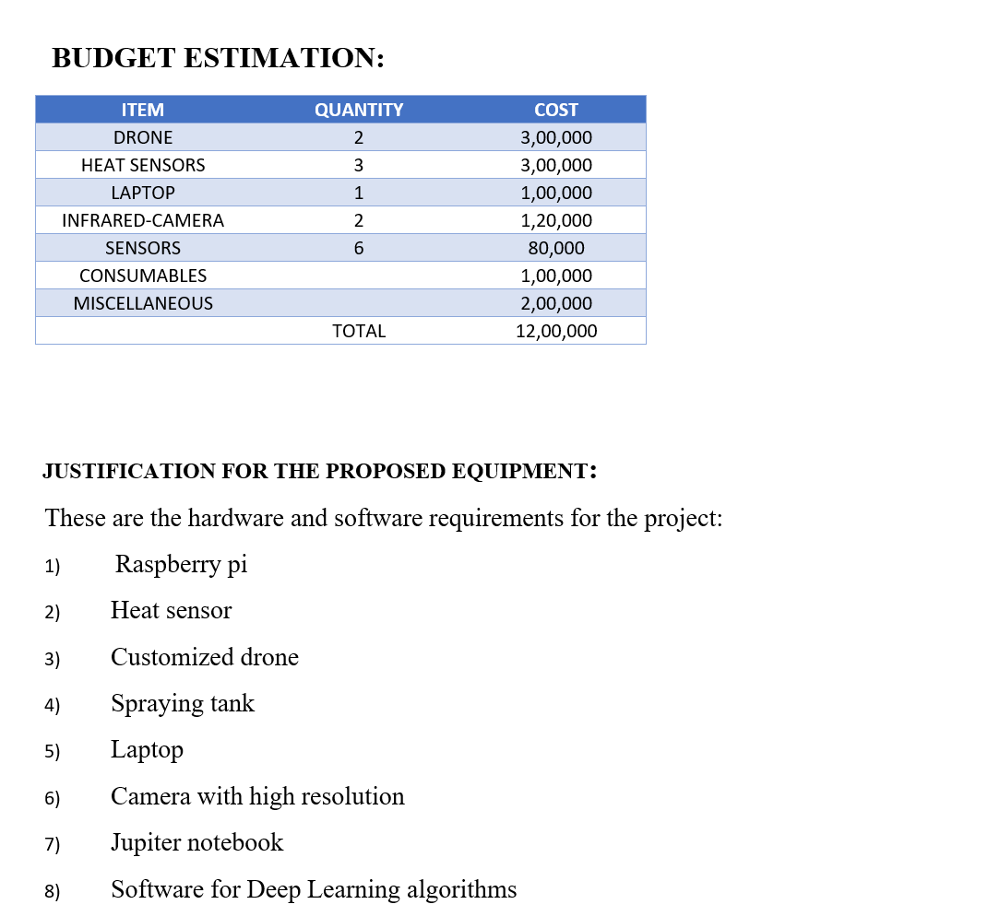 BUDGET ESTIMATION:
ITEM QUANTITY COST
DRONE 2 3,00,000
HEAT SENSORS 3 3,00,000
LAPTOP 1 1,00,000
INFRARED-CAMERA 2 1,20,000
SENSORS 6 80,000
CONSUMABLES 1,00,000
MISCELLANEOUS 2,00,000
TOTAL 12,00,000
JUSTIFICATION FOR THE PROPOSED EQUIPMENT:
These are the hardware and software requirements for the project:
1) Raspberry pi
2) Heat sensor
3) Customized drone
4) Spraying tank
5) Laptop
6) Camera with high resolution
7) Jupiter notebook
8) Software for Deep Learning algorithms